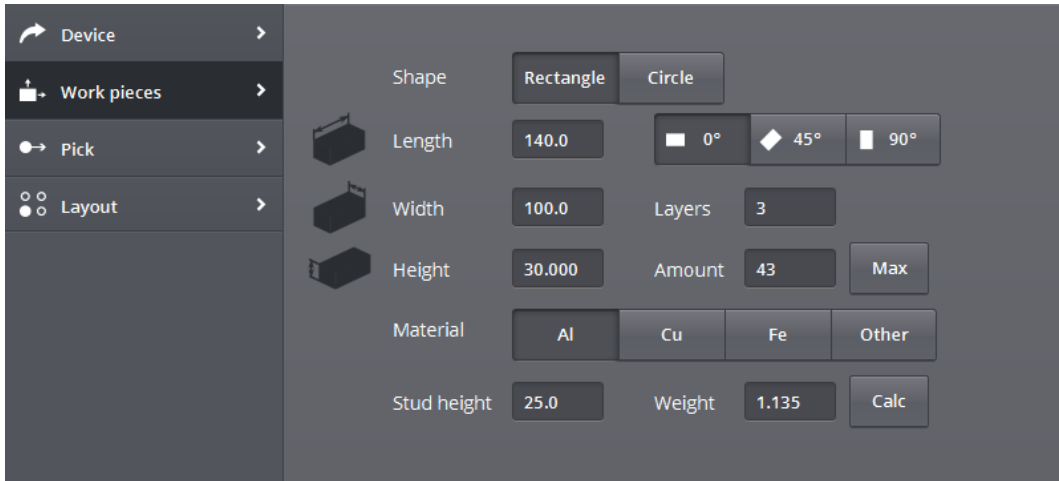 Device
Work pieces
Pick
Layout
Shape Rectangle Circle
Length 140.0 0° 45° 90°
Width 100.0 Layers 3
Height 30.000 Amount 43 Max
Material Al Cu Fe Other
Stud height 25.0 Weight 1.135 Calc